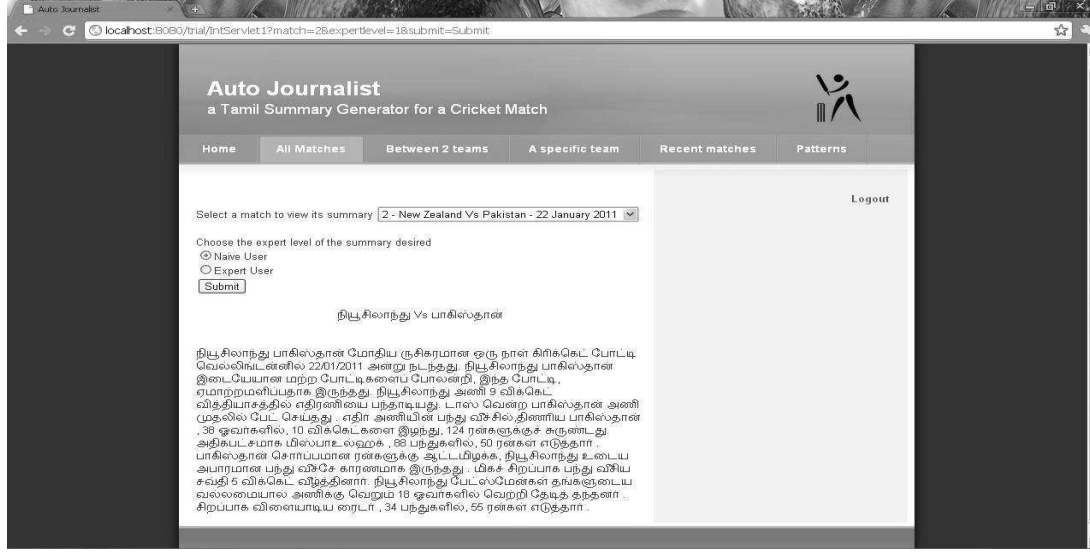 Auto Journalist
localhost:8080/trial/IntServlet1?match=2&expertlevel=1&submit=Submit
Auto Journalist
a Tamil Summary Generator for a Cricket Match
Home All Matches Between 2 teams A specific team Recent matches Patterns
Logout
Select a match to view its summary 2 - New Zealand Vs Pakistan - 22 January 2011
Choose the expert level of the summary desired
Naive User
Expert User
Submit
நியூசிலாந்து Vs பாகிஸ்தான்
நியூசிலாந்து பாகிஸ்தான் மோதிய ருசிகரமான ஒரு நாள் கிரிக்கெட் போட்டி
வெல்லிங்டன்னில் 22/01/2011 அன்று நடந்தது. நியூசிலாந்து பாகிஸ்தான்
இடையேயான மற்ற போட்டிகளைப் போலன்றி, இந்த போட்டி,
ஏமாற்றமளிப்பதாக இருந்தது. நியூசிலாந்து அணி 9 விக்கெட்
வித்தியாசத்தில் எதிரணியை பந்தாடியது. டாஸ் வென்ற பாகிஸ்தான் அணி
முதலில் பேட் செய்தது . எதிர் அணியின் பந்து வீச்சில் திணறிய பாகிஸ்தான்
, 38 ஓவர்களில், 10 விக்கெட்களை இழந்து, 124 ரன்களுக்குச் சுருண்டது.
அதிகபட்சமாக மிஸ்பாஉலஹக் , 88 பந்துகளில், 50 ரன்கள் எடுத்தார் .
பாகிஸ்தான் சொர்ப்பமான ரன்களுக்கு ஆட்டமிழக்க, நியூசிலாந்து உடைய
அபாரமான பந்து வீச்சே காரணமாக இருந்தது . மிகச் சிறப்பாக பந்து வீசிய
சவ்தி 5 விக்கெட் வீழ்த்தினார். நியூசிலாந்து பேட்ஸ்மேன்கள் தங்களுடைய
வல்லமையால் அணிக்கு வெறும் 18 ஓவர்களில் வெற்றி தேடித் தந்தனர் .
சிறப்பாக விளையாடிய ரைடர் , 34 பந்துகளில், 55 ரன்கள் எடுத்தார் .